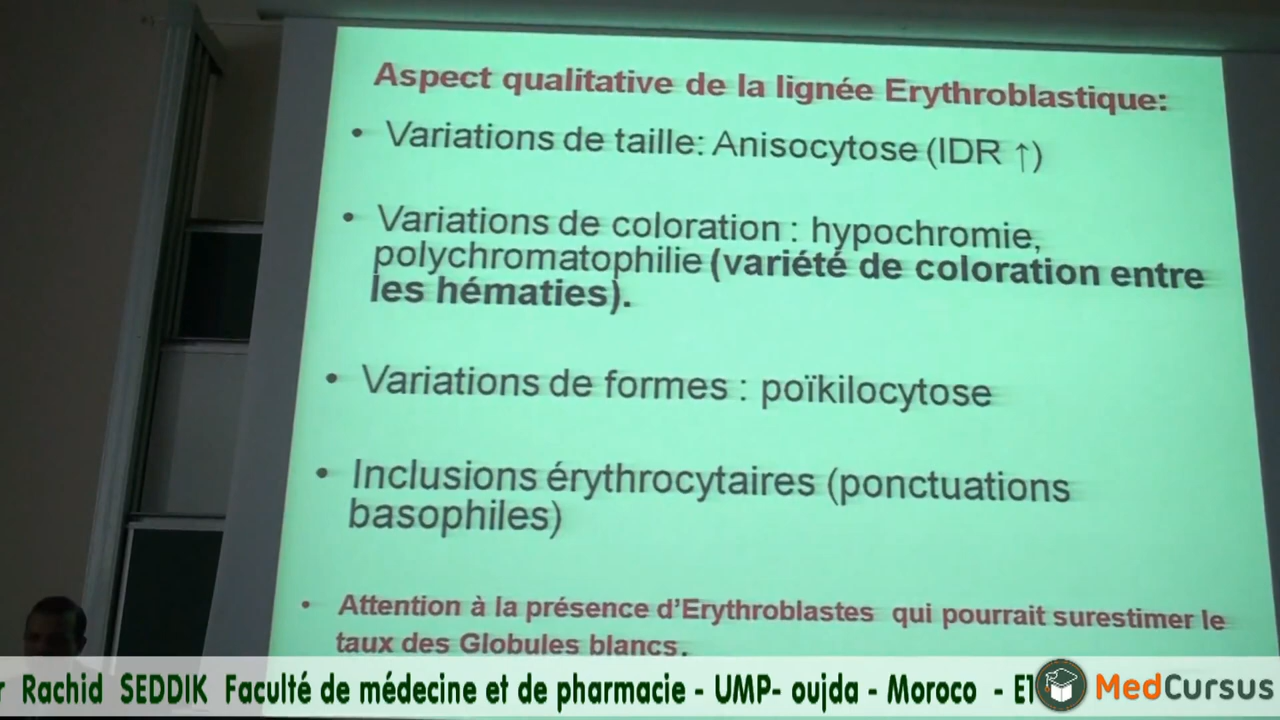 Aspect qualitative de la lignée Erythroblastique:
• Variations de taille: Anisocytose (IDR ↑)
• Variations de coloration : hypochromie,
polychromatophilie (variété de coloration entre
les hématies).
• Variations de formes : poïkilocytose
• Inclusions érythrocytaires (ponctuations
basophiles)
• Attention à la présence d'Erythroblastes qui pourrait surestimer le
taux des Globules blancs.
r Rachid SEDDIK Faculté de médecine et de pharmacie - UMP- oujda - Moroco - E1
MedCursus